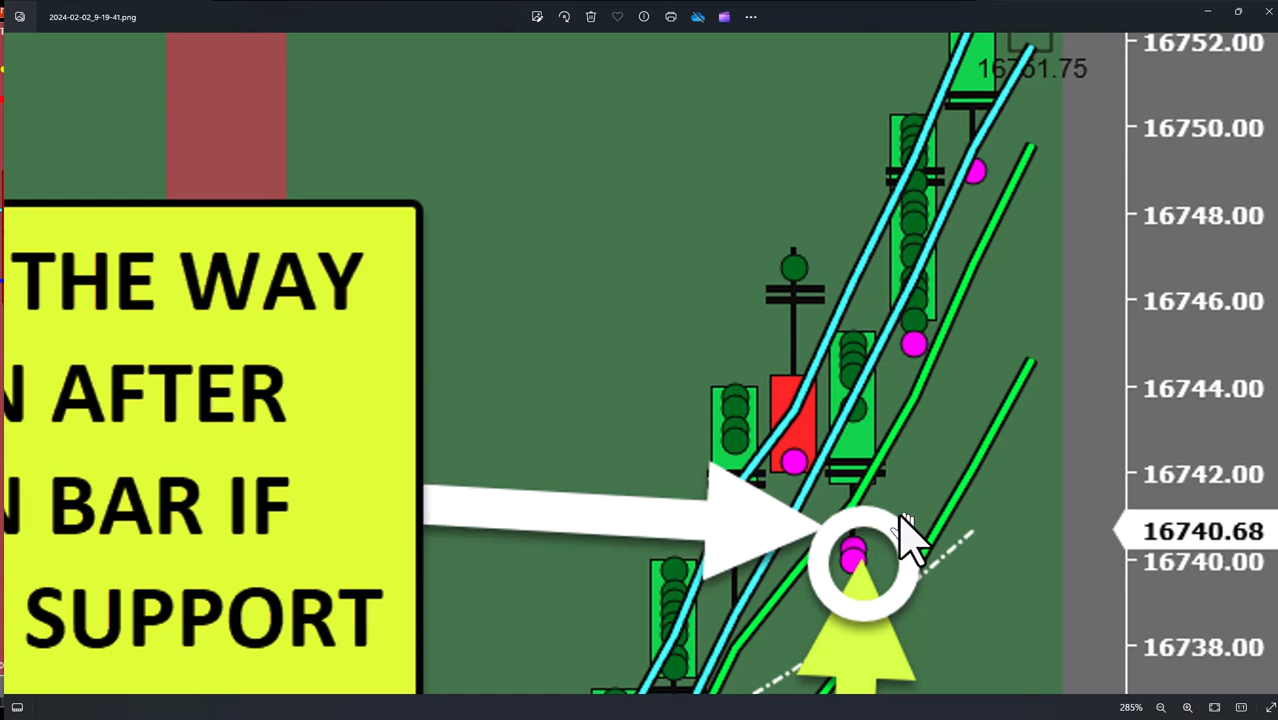 2024-02-02_9-19-41.png
16752.00
16751.75
16750.00
16748.00
THE WAY
16746.00
N AFTER
16744.00
16742.00
N BAR IF
16740.68
16740.00
SUPPORT
16738.00
285%